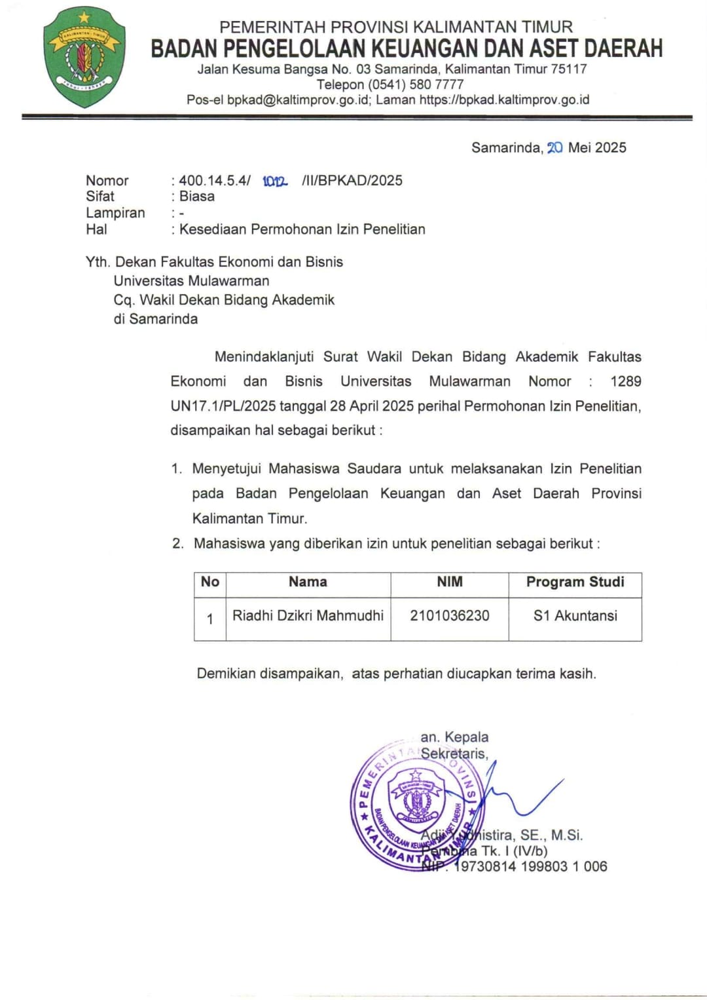 KALIMANTAN - TIMUR
ruhui - rahayu
PEMERINTAH PROVINSI KALIMANTAN TIMUR
BADAN PENGELOLAAN KEUANGAN DAN ASET DAERAH
Jalan Kesuma Bangsa No. 03 Samarinda, Kalimantan Timur 75117
Telepon (0541) 580 7777
Pos-el bpkad@kaltimprov.go.id; Laman https://bpkad.kaltimprov.go.id
Samarinda, 20 Mei 2025
Nomor : 400.14.5.4/ 1012 /II/BPKAD/2025
Sifat : Biasa
Lampiran : -
Hal : Kesediaan Permohonan Izin Penelitian
Yth. Dekan Fakultas Ekonomi dan Bisnis
Universitas Mulawarman
Cq. Wakil Dekan Bidang Akademik
di Samarinda
Menindaklanjuti Surat Wakil Dekan Bidang Akademik Fakultas
Ekonomi dan Bisnis Universitas Mulawarman Nomor : 1289
UN17.1/PL/2025 tanggal 28 April 2025 perihal Permohonan Izin Penelitian,
disampaikan hal sebagai berikut :
1. Menyetujui Mahasiswa Saudara untuk melaksanakan Izin Penelitian
pada Badan Pengelolaan Keuangan dan Aset Daerah Provinsi
Kalimantan Timur.
2. Mahasiswa yang diberikan izin untuk penelitian sebagai berikut :
No Nama NIM Program Studi
1 Riadhi Dzikri Mahmudhi 2101036230 S1 Akuntansi
Demikian disampaikan, atas perhatian diucapkan terima kasih.
an. Kepala
Sekretaris,
PEMERINTAH PROVINSI
BADAN PENGELOLAAN KEUANGAN DAN ASET DAERAH
KALIMANTAN TIMUR
Adji Yudhistira, SE., M.Si.
Pembina Tk. I (IV/b)
NIP. 19730814 199803 1 006